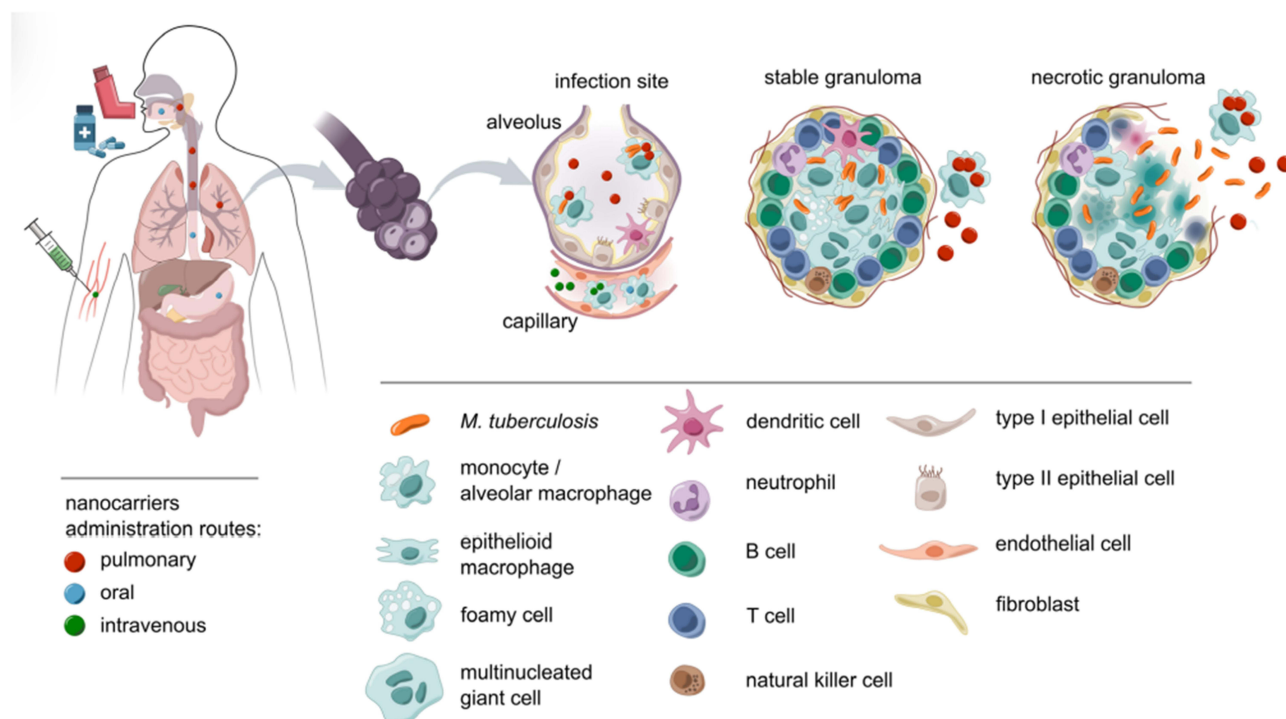 infection site
stable granuloma
necrotic granuloma
alveolus
capillary
nanocarriers
administration routes:
pulmonary
oral
intravenous
M. tuberculosis
monocyte /
alveolar macrophage
epithelioid
macrophage
foamy cell
multinucleated
giant cell
dendritic cell
neutrophil
B cell
T cell
natural killer cell
type I epithelial cell
type II epithelial cell
endothelial cell
fibroblast